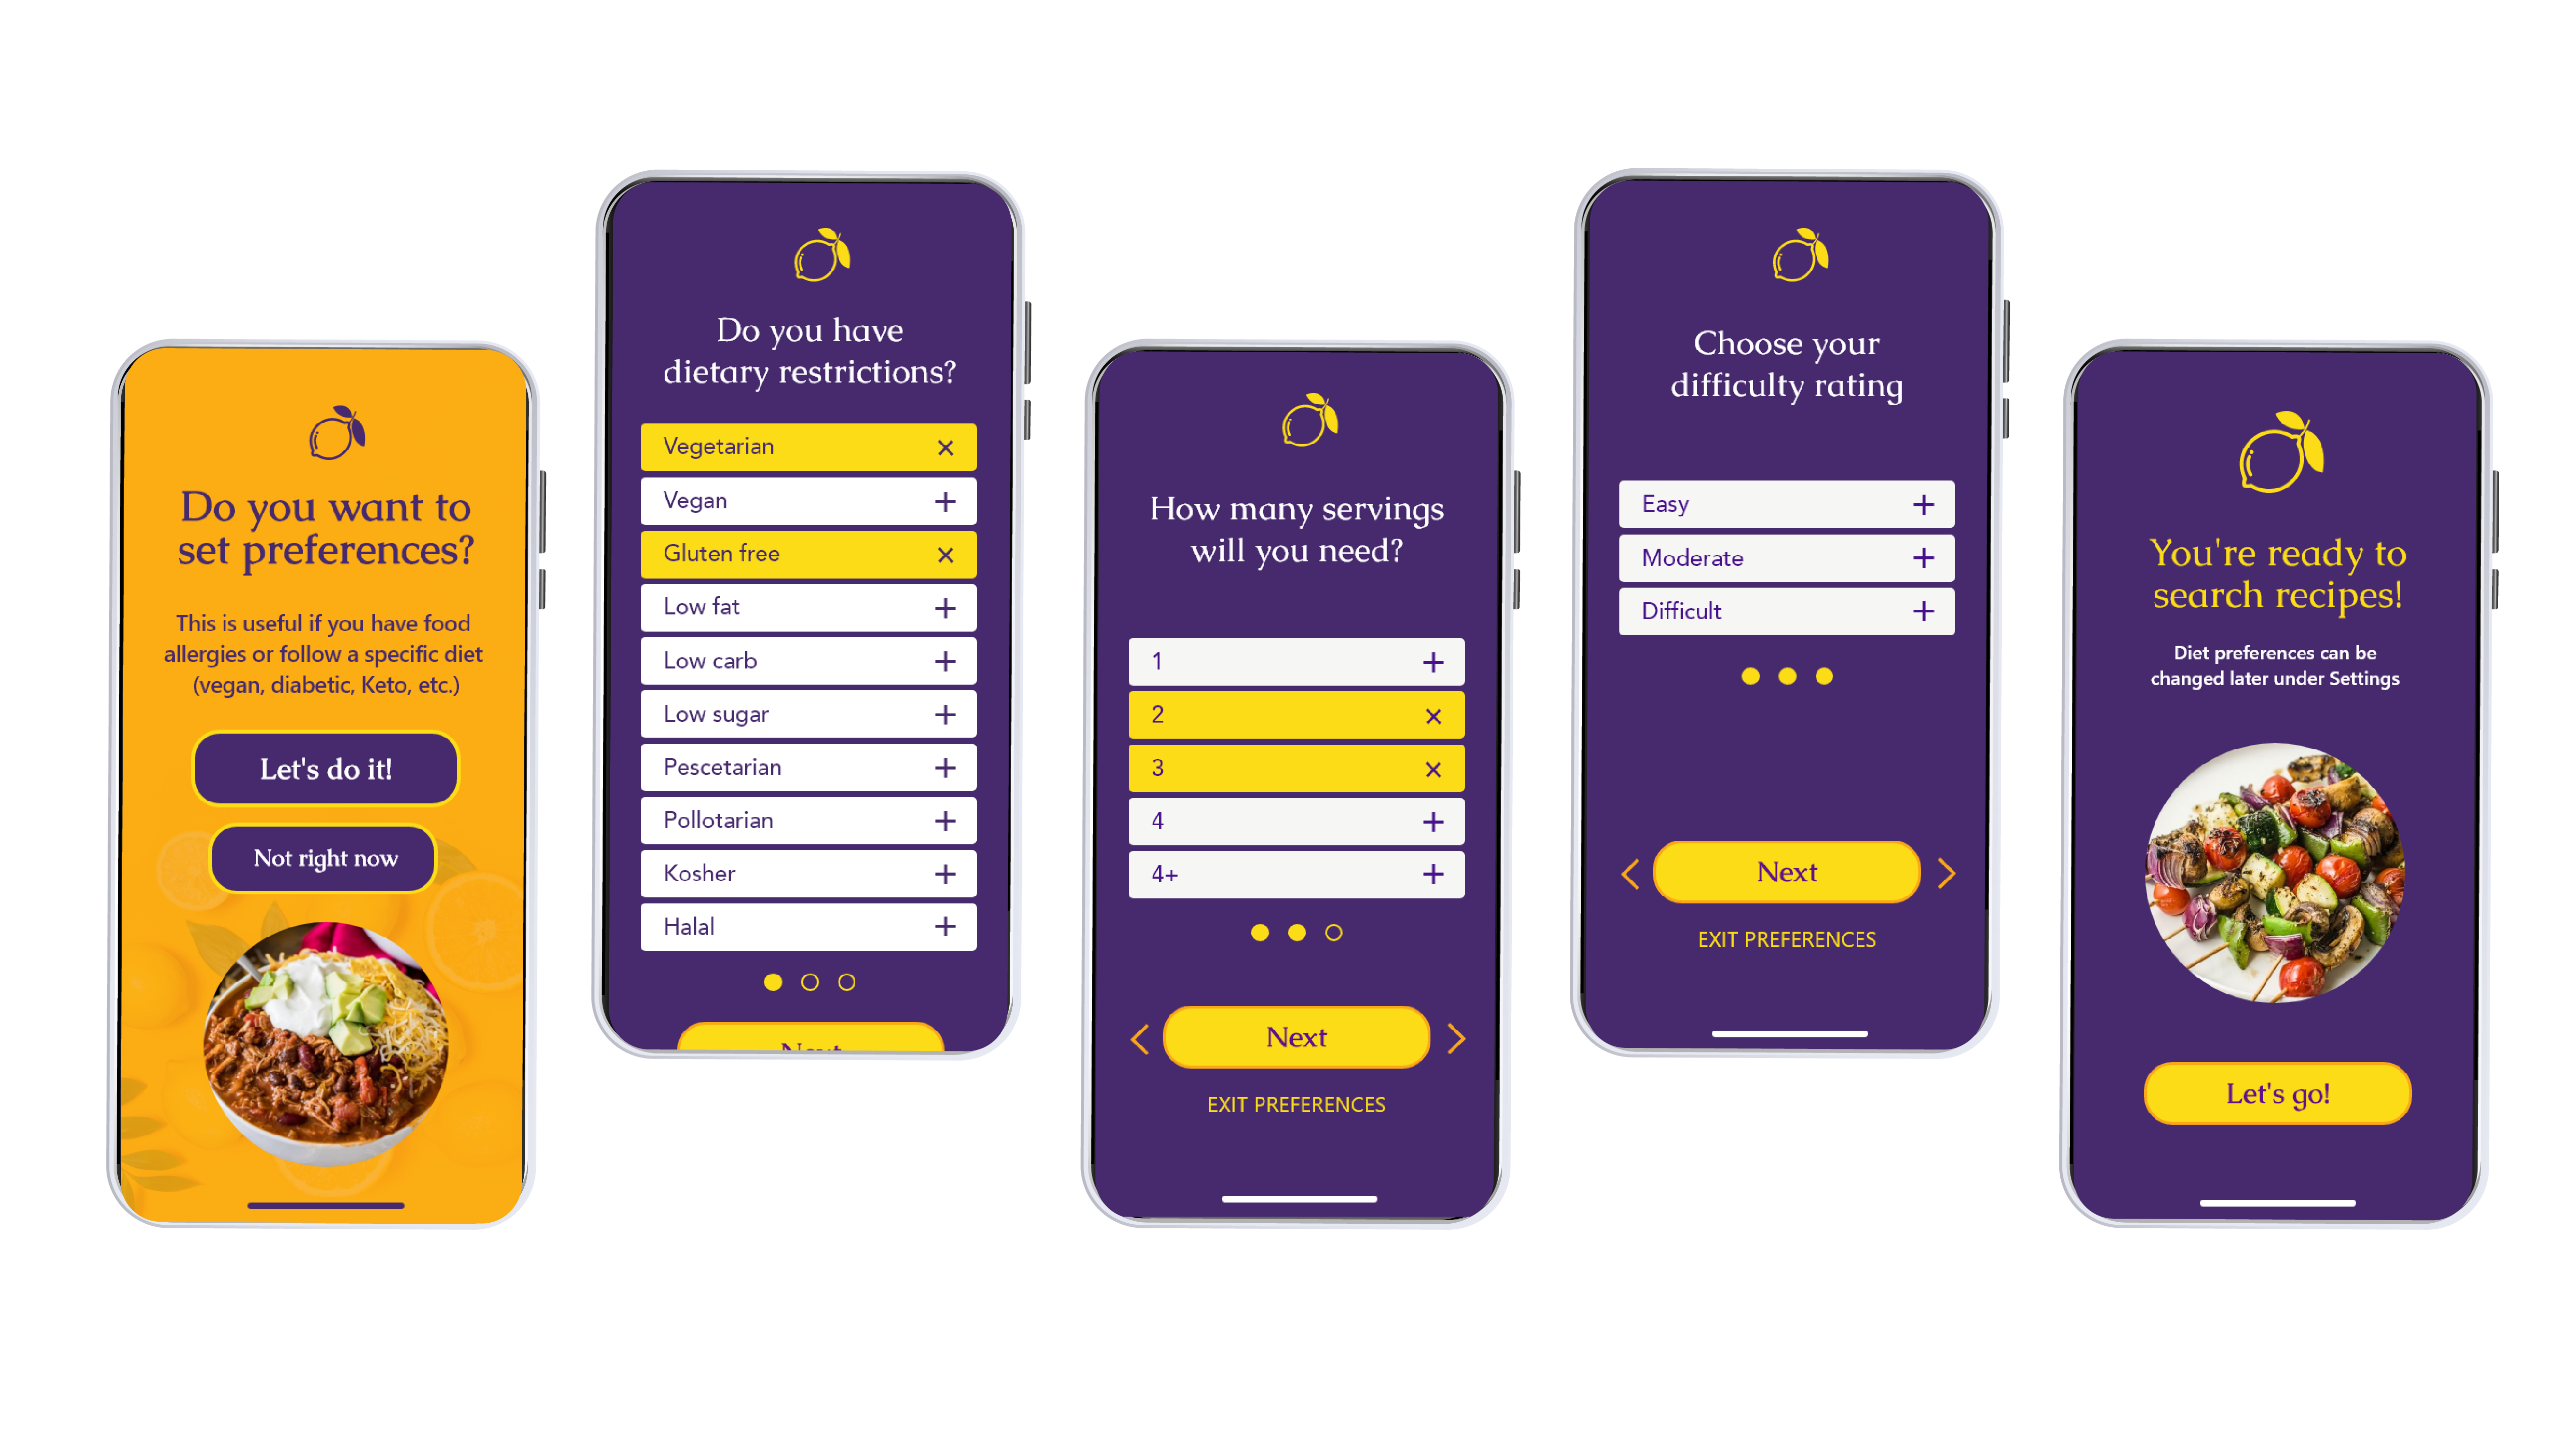 Do you want to
set preferences?
This is useful if you have food
allergies or follow a specific diet
(vegan, diabetic, Keto, etc.)
Let's do it!
Not right now
Do you have
dietary restrictions?
Vegetarian ×
Vegan +
Gluten free ×
Low fat +
Low carb +
Low sugar +
Pescetarian +
Pollotarian +
Kosher +
Halal +
Next
How many servings
will you need?
1 +
2 ×
3 ×
4 +
4+ +
< Next >
EXIT PREFERENCES
Choose your
difficulty rating
Easy +
Moderate +
Difficult +
< Next >
EXIT PREFERENCES
You're ready to
search recipes!
Diet preferences can be
changed later under Settings
Let's go!